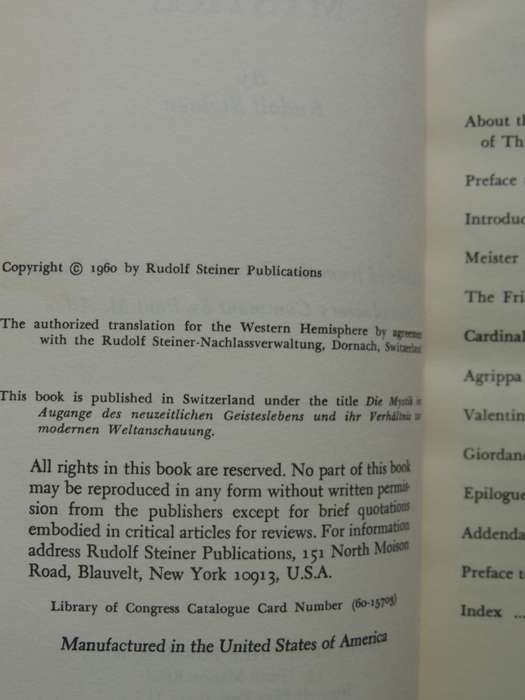 Copyright © 1960 by Rudolf Steiner Publications
The authorized translation for the Western Hemisphere by agreemen
with the Rudolf Steiner-Nachlassverwaltung, Dornach, Switzerland
This book is published in Switzerland under the title Die Mystik
Augange des neuzeitlichen Geisteslebens und ihr Verhältnis
modernen Weltanschauung.
All rights in this book are reserved. No part of this book
may be reproduced in any form without written permis-
sion from the publishers except for brief quotations
embodied in critical articles for reviews. For information
address Rudolf Steiner Publications, 151 North Moison
Road, Blauvelt, New York 10913, U.S.A.
Library of Congress Catalogue Card Number (60-15703)
Manufactured in the United States of America
About th
of Th
Preface
Introduc
Meister
The Fri
Cardinal
Agrippa
Valentin
Giordan
Epilogue
Addenda
Preface to
Index ...